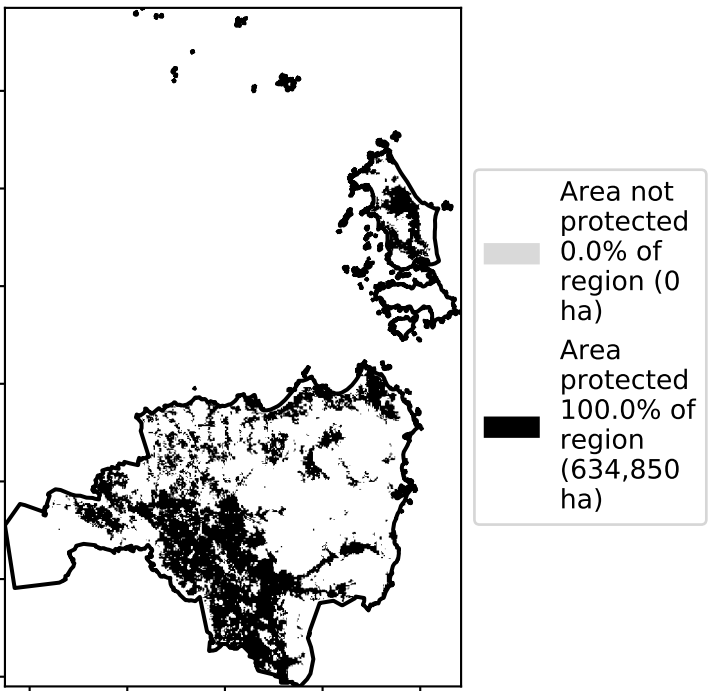 Area not
protected
0.0% of
region (0
ha)
Area
protected
100.0% of
region
(634,850
ha)